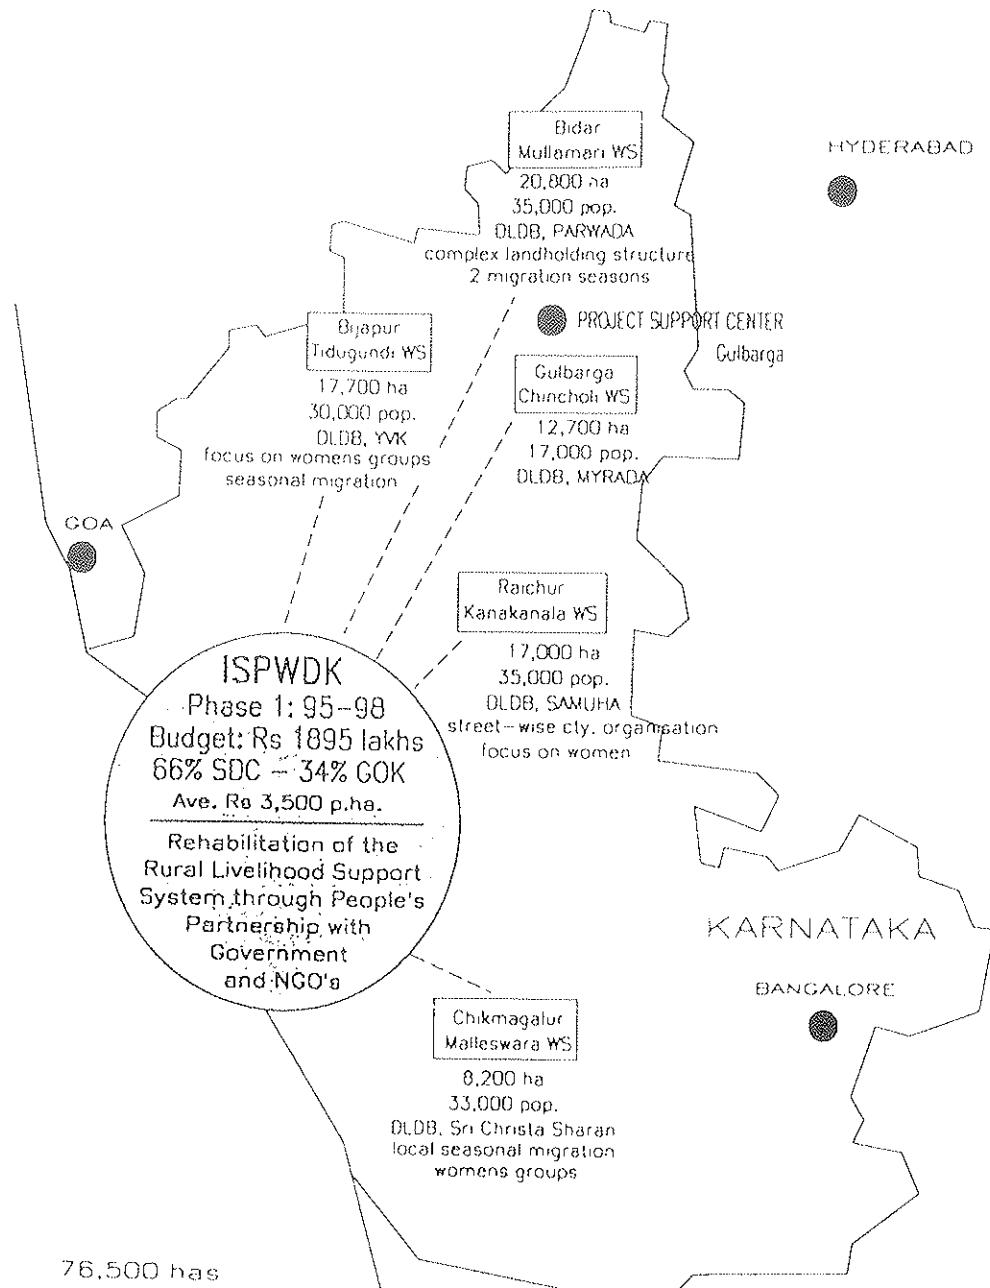 Bidar
Mullamari WS
20,800 ha
35,000 pop.
DLDB, PARWADA
complex landholding structure
2 migration seasons
HYDERABAD
PROJECT SUPPORT CENTER
Gulbarga
Bijapur
Tidugundi WS
17,700 ha
30,000 pop.
DLDB, YVK
focus on womens groups
seasonal migration
Gulbarga
Chincholi WS
12,700 ha
17,000 pop.
DLDB, MYRADA
GOA
Raichur
Kanakanala WS
17,000 ha
35,000 pop.
DLDB, SAMUHA
street-wise cty. organisation
focus on women
ISPWDK
Phase 1: 95-98
Budget: Rs 1895 lakhs
66% SDC - 34% GOK
Ave. Rs 3,500 p.ha.
Rehabilitation of the
Rural Livelihood Support
System through People's
Partnership with
Government
and NGO's
KARNATAKA
BANGALORE
Chikmagalur
Malleswara WS
8,200 ha
33,000 pop.
DLDB, Sri Christa Sharan
local seasonal migration
womens groups
76,500 has